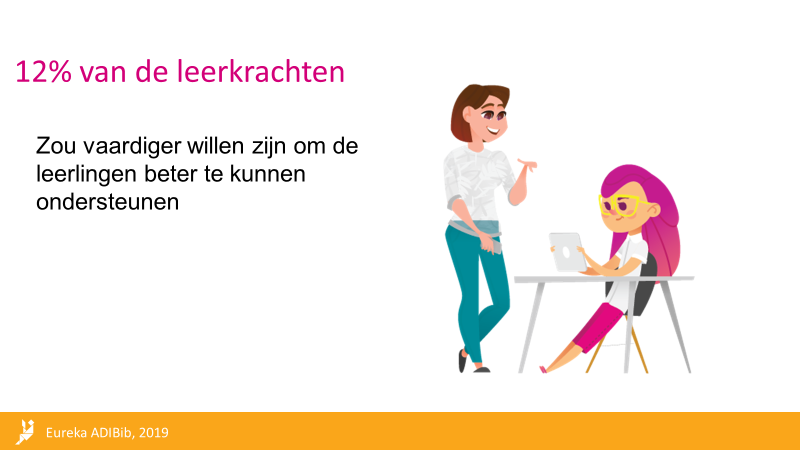 12% van de leerkrachten
Zou vaardiger willen zijn om de
leerlingen beter te kunnen
ondersteunen
Eureka ADIBib, 2019